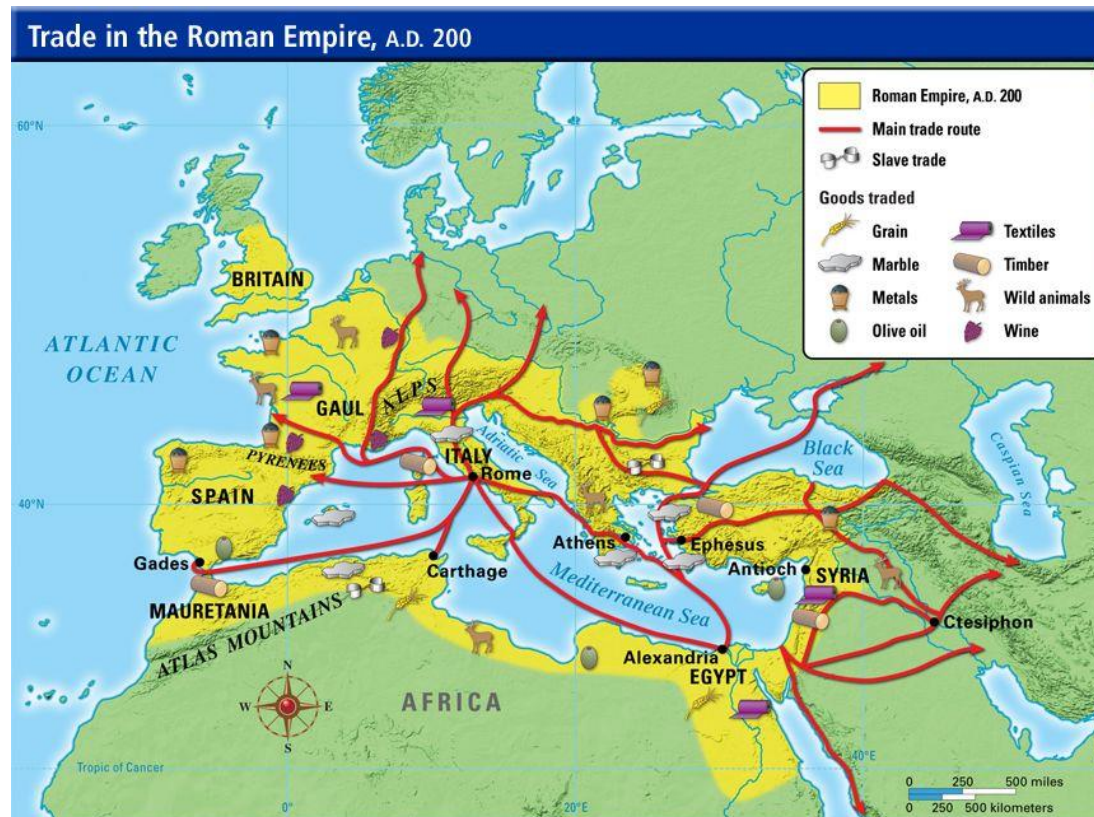 Trade in the Roman Empire, A.D. 200
Roman Empire, A.D. 200
Main trade route
Slave trade
Goods traded
Grain
Textiles
Marble
Timber
Metals
Wild animals
Olive oil
Wine
60°N
BRITAIN
ATLANTIC
OCEAN
GAUL
ALPS
PYRENEES
ITALY
Adriatic Sea
Rome
Black
Sea
Caspian Sea
SPAIN
40°N
40°N
Athens
Ephesus
Antioch
SYRIA
Gades
Carthage
Mediterranean Sea
MAURETANIA
ATLAS MOUNTAINS
Ctesiphon
Alexandria
EGYPT
AFRICA
N
W
E
S
Tropic of Cancer
0°
20°E
40°E
0 250 500 miles
0 250 500 kilometers